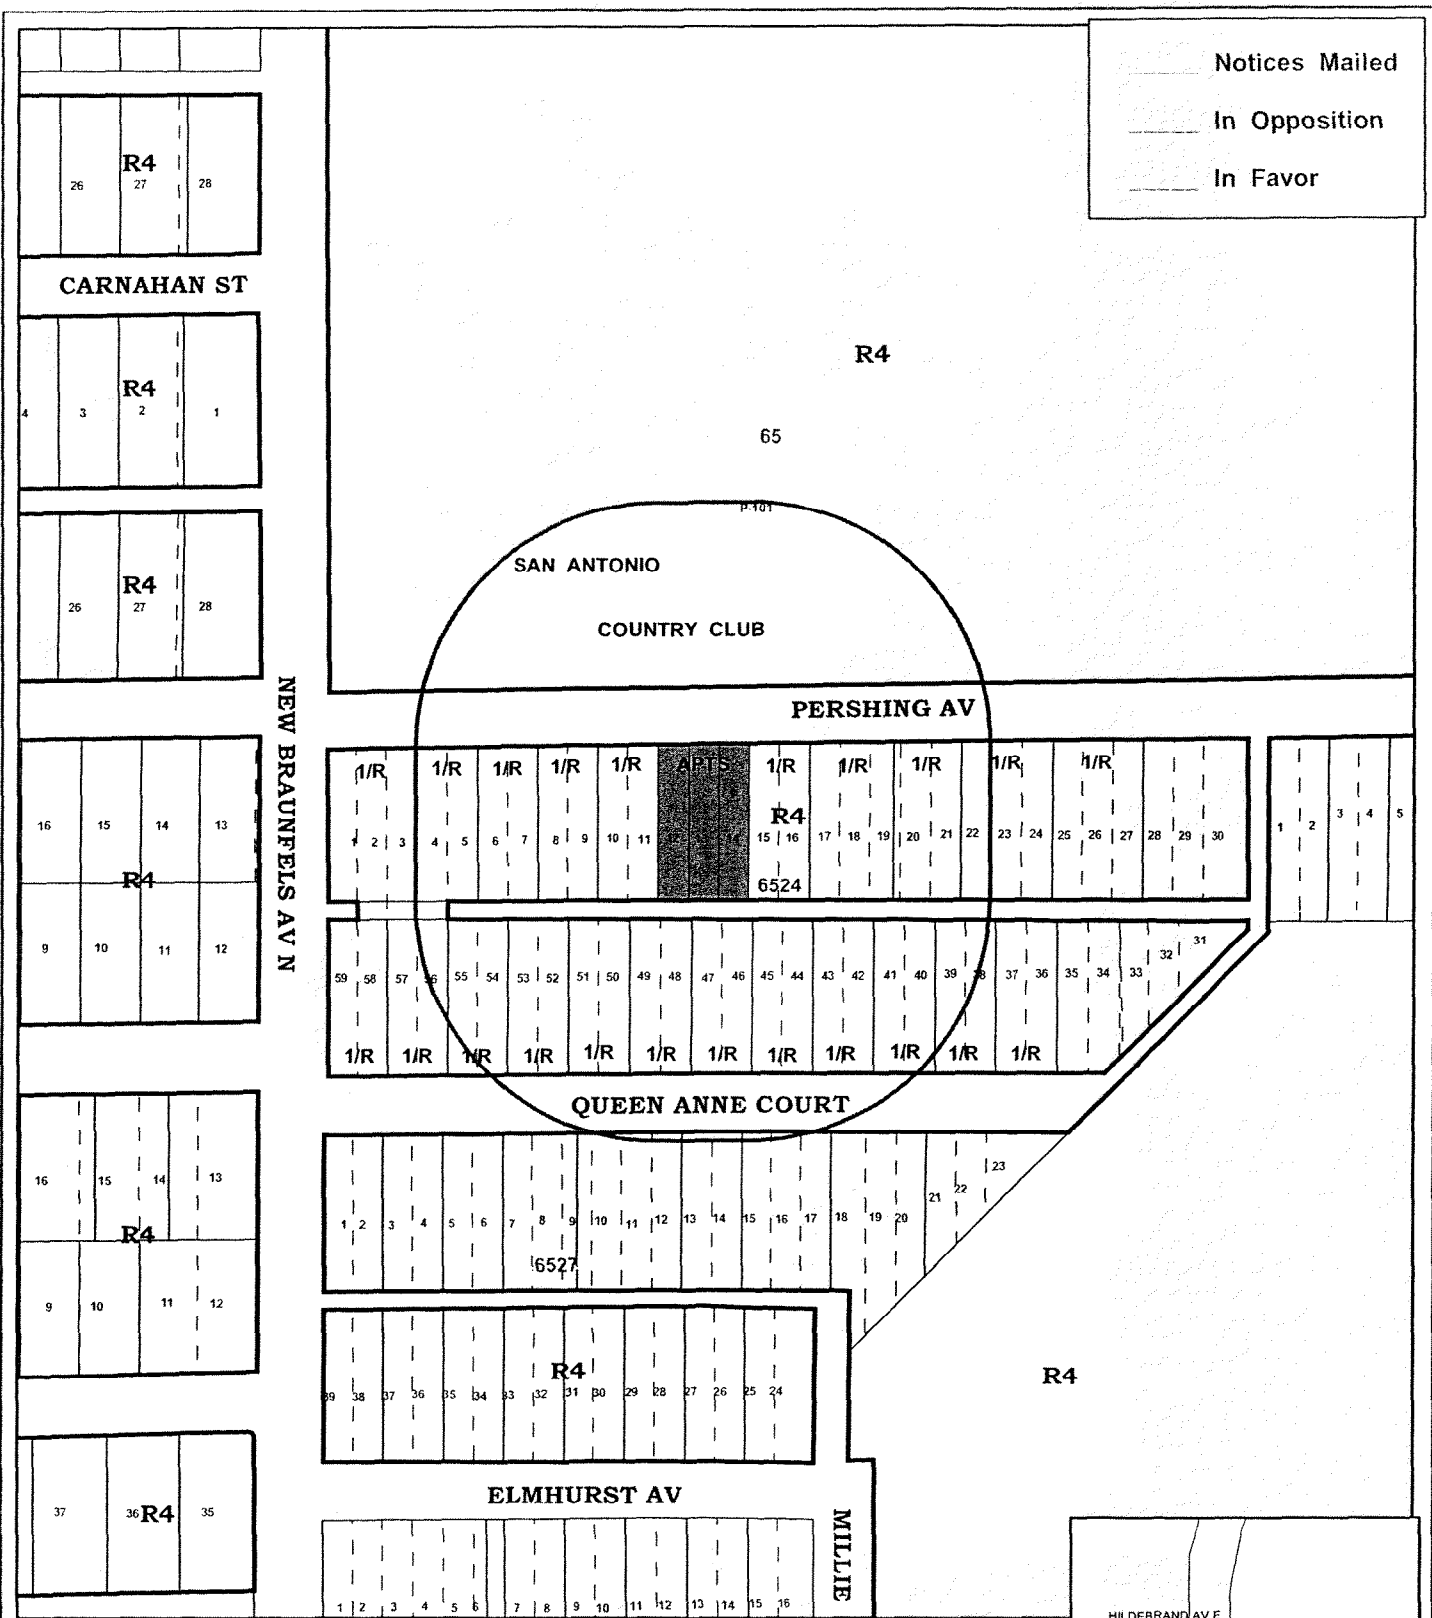 Notices Mailed
In Opposition
In Favor
R4
26 27 28
CARNAHAN ST
R4
4 3 2 1
R4
65
P-101
R4
26 27 28
SAN ANTONIO
COUNTRY CLUB
NEW BRAUNFELS AV N
PERSHING AV
1/R 1/R 1/R 1/R 1/R APTS 1/R 1/R 1/R 1/R 1/R
R4
16 15 14 13
1 2 3 4 5 6 7 8 9 10 11 12 14 15 16 17 18 19 20 21 22 23 24 25 26 27 28 29 30
1 2 3 4 5
R4
6524
9 10 11 12
59 58 57 56 55 54 53 52 51 50 49 48 47 46 45 44 43 42 41 40 39 38 37 36 35 34 33 32 31
1/R 1/R 1/R 1/R 1/R 1/R 1/R 1/R 1/R 1/R 1/R 1/R
QUEEN ANNE COURT
16 15 14 13
R4
1 2 3 4 5 6 7 8 9 10 11 12 13 14 15 16 17 18 19 20 21 22 23
6527
9 10 11 12
R4
R4
39 38 37 36 35 34 33 32 31 30 29 28 27 26 25 24
ELMHURST AV
37 36 R4 35
MILLIE
1 2 3 4 5 6 7 8 9 10 11 12 13 14 15 16
HILDEBRAND AV E